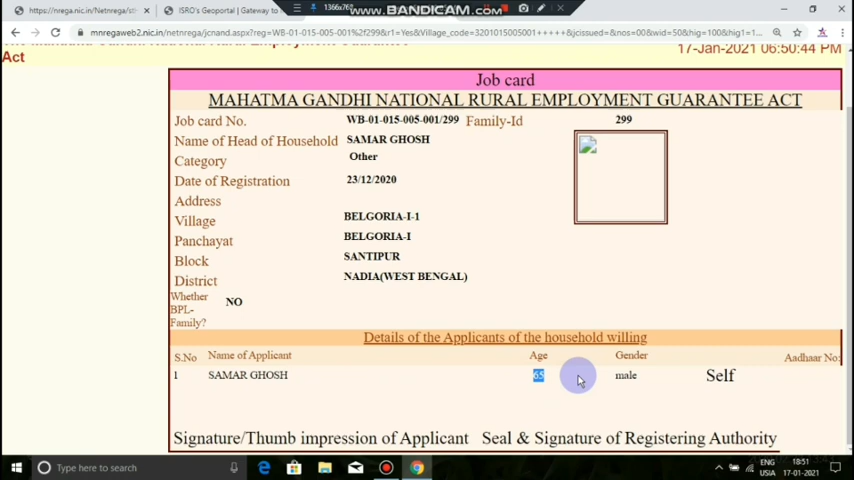 https://nrega.nic.in/Netnrega/st
ISRO's Geoportal | Gateway to
1366x768
www.BANDICAM.com
mnregaweb2.nic.in/netnrega/jcnand.aspx?reg=WB-01-015-005-001%2f299&r1=Yes&Village_code=3201015005001+++++&jcissued=&nos=00&wid=50&hig=100&hig1=1...
Act
17-Jan-2021 06:50:44 PM
Job card
MAHATMA GANDHI NATIONAL RURAL EMPLOYMENT GUARANTEE ACT
Job card No. WB-01-015-005-001/299 Family-Id 299
Name of Head of Household SAMAR GHOSH
Category Other
Date of Registration 23/12/2020
Address
Village BELGORIA-I-1
Panchayat BELGORIA-I
Block SANTIPUR
District NADIA(WEST BENGAL)
Whether
BPL- NO
Family?
Details of the Applicants of the household willing
S.No Name of Applicant Age Gender Aadhaar No:
1 SAMAR GHOSH 65 male Self
Signature/Thumb impression of Applicant Seal & Signature of Registering Authority
Type here to search
ENG 18:51
USIA 17-01-2021